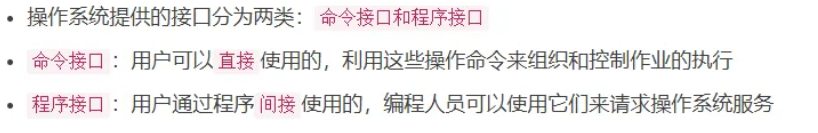 操作系统提供的接口分为两类：命令接口和程序接口
命令接口：用户可以直接使用的，利用这些操作命令来组织和控制作业的执行
程序接口：用户通过程序间接使用的，编程人员可以使用它们来请求操作系统服务